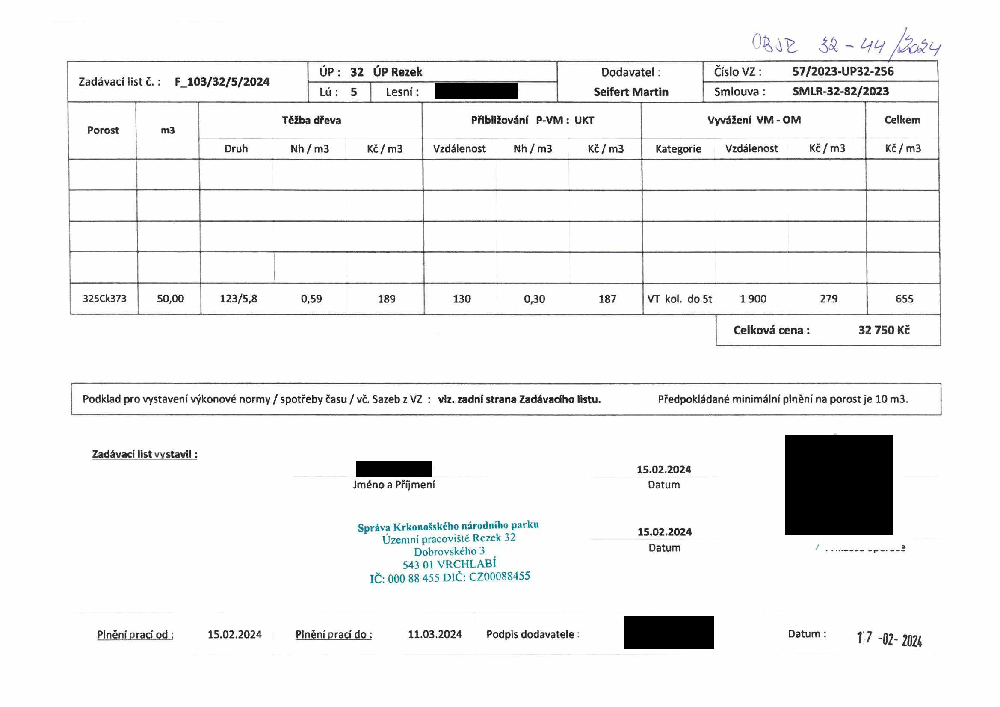 OBJR 32-44/2024
Zadávací list č. : F_103/32/5/2024
ÚP : 32 ÚP Rezek
Lú : 5 Lesní :
Dodavatel :
Seifert Martin
Číslo VZ : 57/2023-UP32-256
Smlouva : SMLR-32-82/2023
Porost m3 Těžba dřeva Přibližování P-VM : UKT Vyvážení VM - OM Celkem
Druh Nh / m3 Kč / m3 Vzdálenost Nh / m3 Kč / m3 Kategorie Vzdálenost Kč / m3 Kč / m3
325Ck373 50,00 123/5,8 0,59 189 130 0,30 187 VT kol. do 5t 1 900 279 655
Celková cena : 32 750 Kč
Podklad pro vystavení výkonové normy / spotřeby času / vč. Sazeb z VZ : viz. zadní strana Zadávacího listu. Předpokládané minimální plnění na porost je 10 m3.
Zadávací list vystavil :
15.02.2024
Jméno a Příjmení Datum
Správa Krkonošského národního parku
Územní pracoviště Rezek 32
Dobrovského 3
543 01 VRCHLABÍ
IČ: 000 88 455 DIČ: CZ00088455
15.02.2024
Datum
Plnění prací od : 15.02.2024 Plnění prací do : 11.03.2024 Podpis dodavatele : Datum : 17 -02- 2024